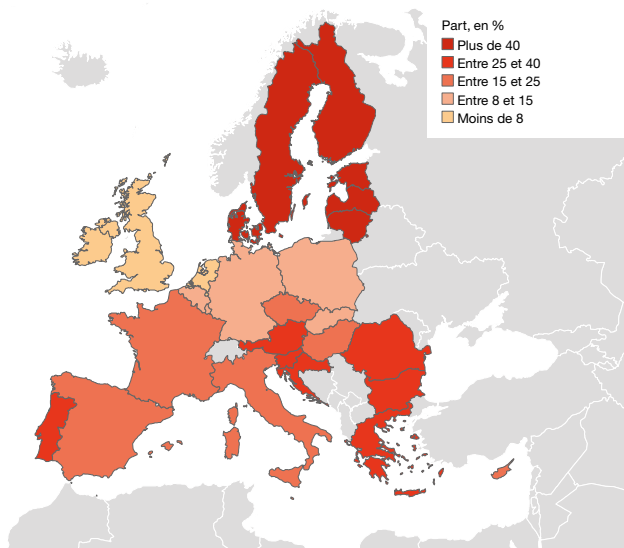 Part, en %
Plus de 40
Entre 25 et 40
Entre 15 et 25
Entre 8 et 15
Moins de 8